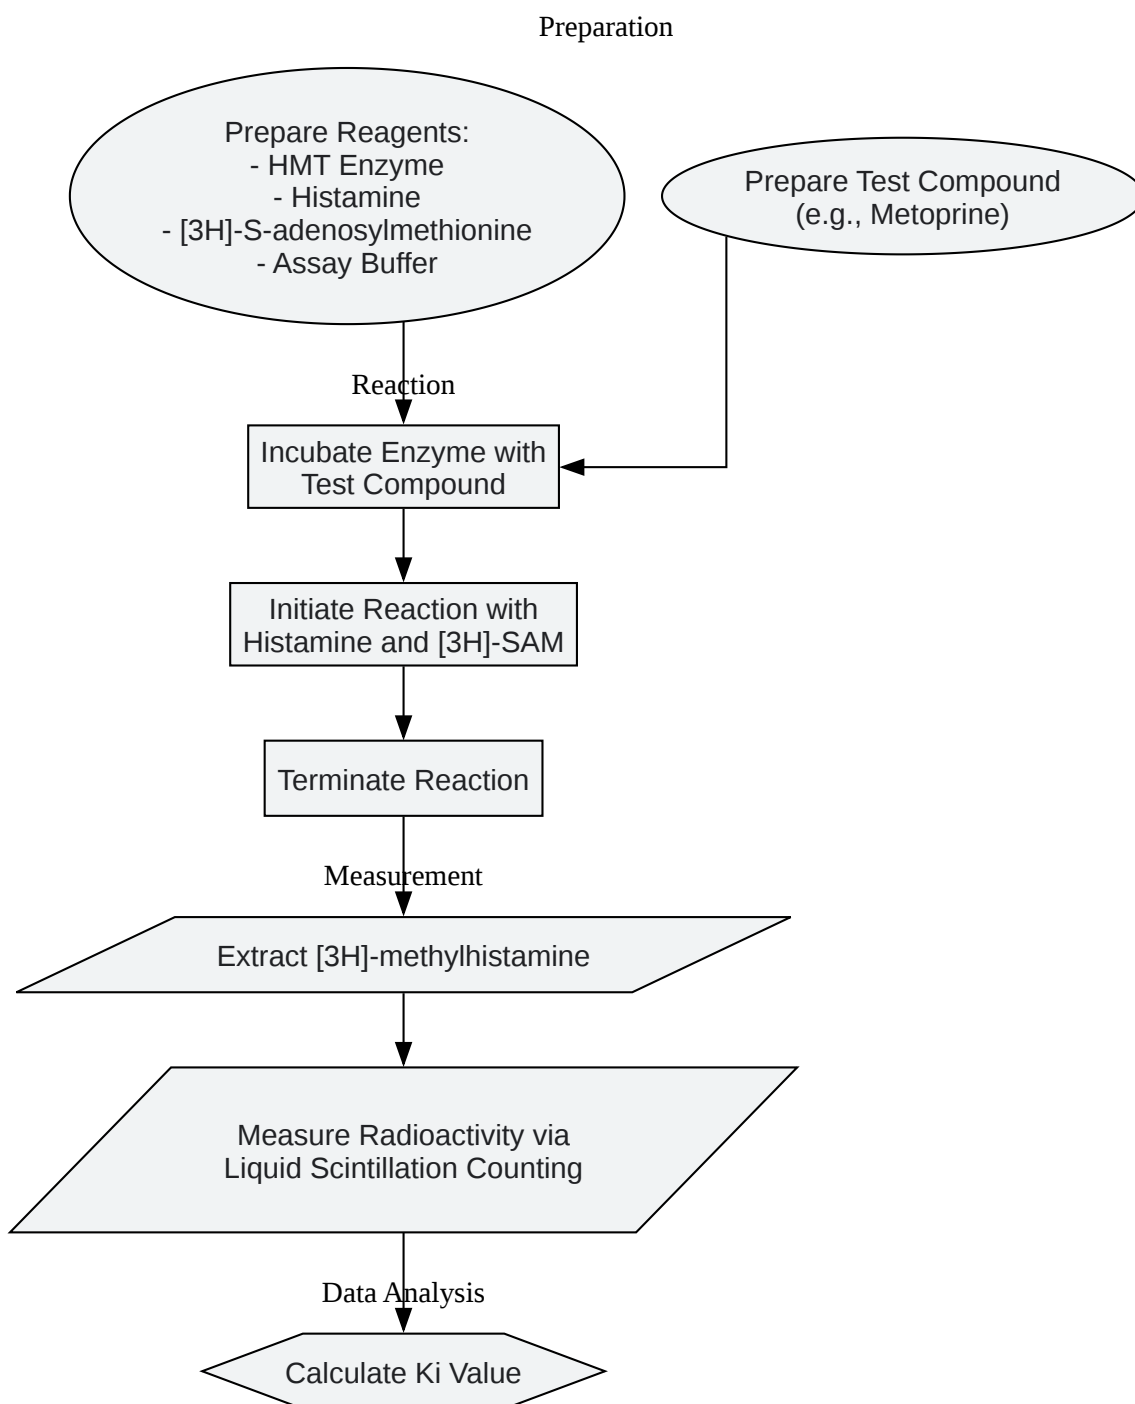 Preparation
Prepare Reagents:
- HMT Enzyme
- Histamine
- [3H]-S-adenosylmethionine
- Assay Buffer
Prepare Test Compound
(e.g., Metoprine)
Reaction
Incubate Enzyme with
Test Compound
Initiate Reaction with
Histamine and [3H]-SAM
Terminate Reaction
Measurement
Extract [3H]-methylhistamine
Measure Radioactivity via
Liquid Scintillation Counting
Data Analysis
Calculate Ki Value